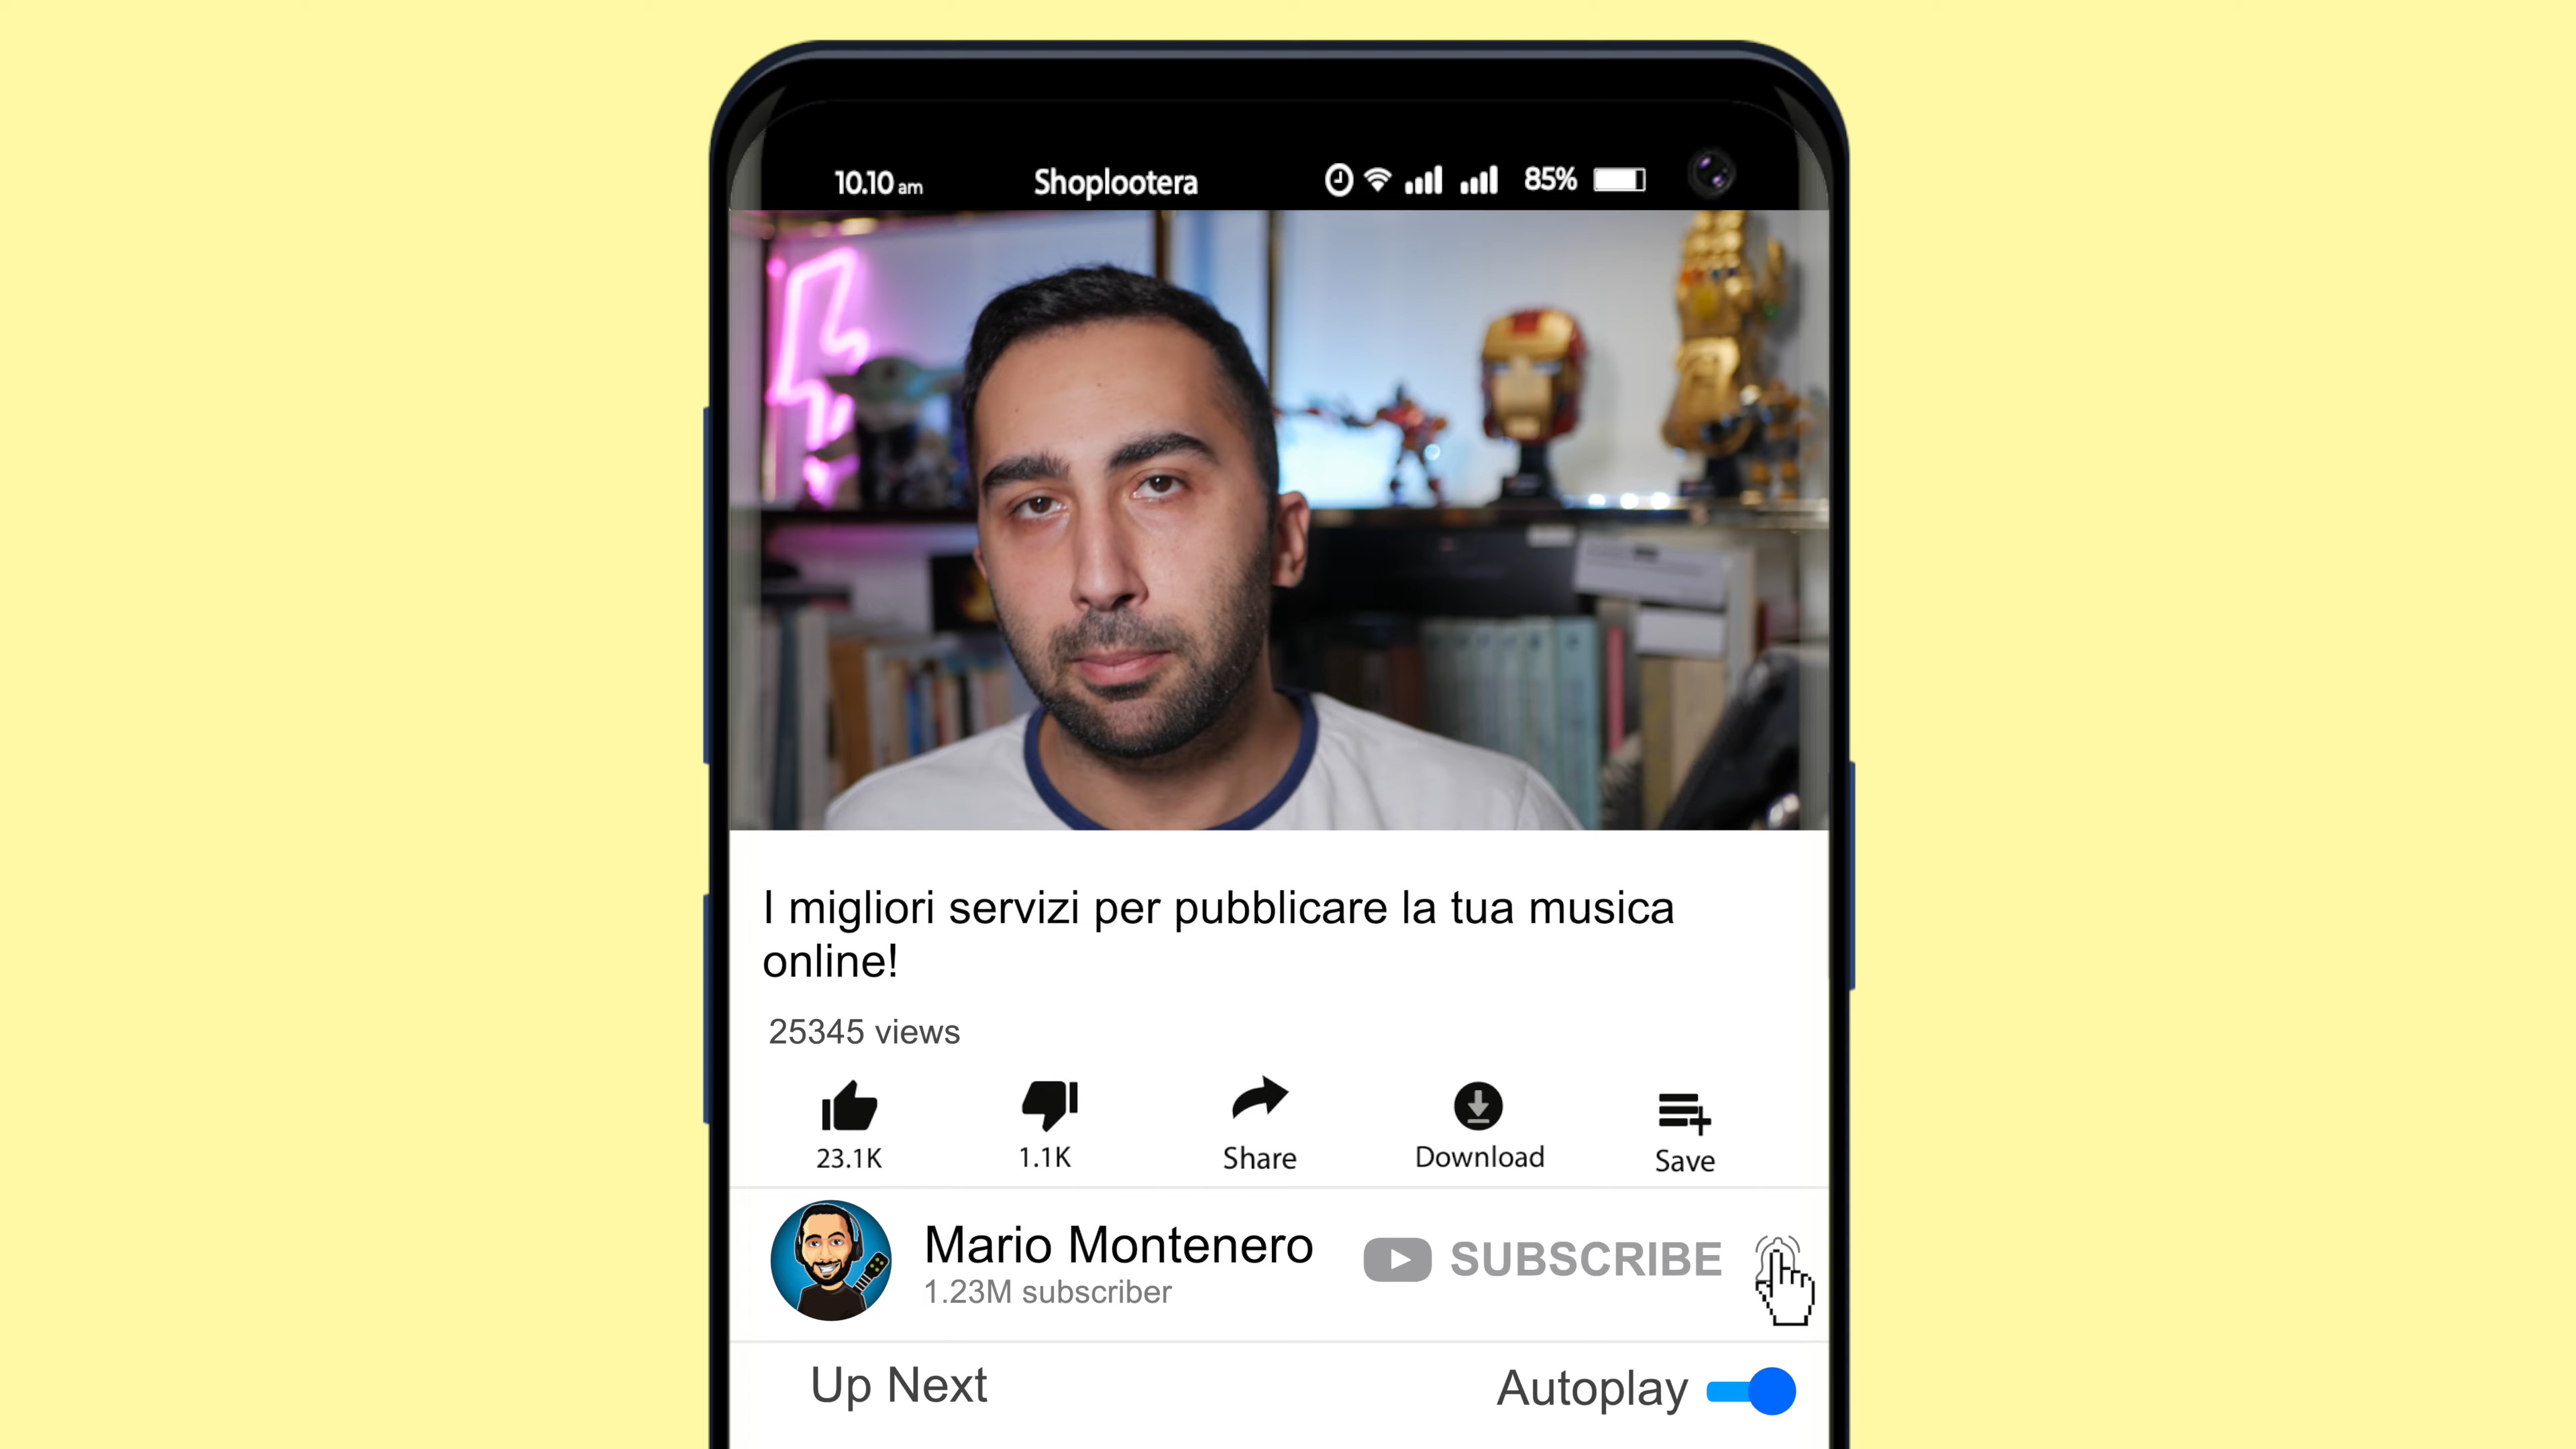 10.10 am Shoplootera 85%
I migliori servizi per pubblicare la tua musica
online!
25345 views
23.1K 1.1K Share Download Save
Mario Montenero SUBSCRIBE
1.23M subscriber
Up Next Autoplay